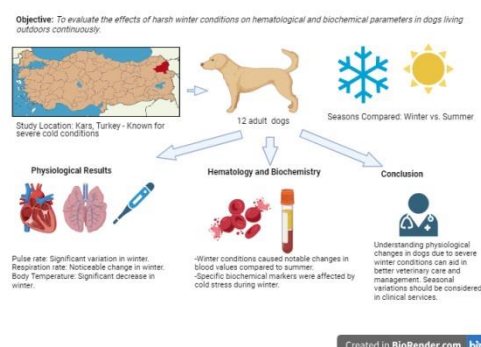 Objective: To evaluate the effects of harsh winter conditions on hematological and biochemical parameters in dogs living
outdoors continuously.
Study Location: Kars, Turkey - Known for
severe cold conditions
12 adult dogs
Seasons Compared: Winter vs. Summer
Physiological Results
Pulse rate: Significant variation in winter.
Respiration rate: Noticeable change in winter.
Body Temperature: Significant decrease in
winter.
Hematology and Biochemistry
-Winter conditions caused notable changes in
blood values compared to summer.
-Specific biochemical markers were affected by
cold stress during winter.
Conclusion
Understanding physiological
changes in dogs due to severe
winter conditions can aid in
better veterinary care and
management. Seasonal
variations should be considered
in clinical services.
Created in BioRender.com bio